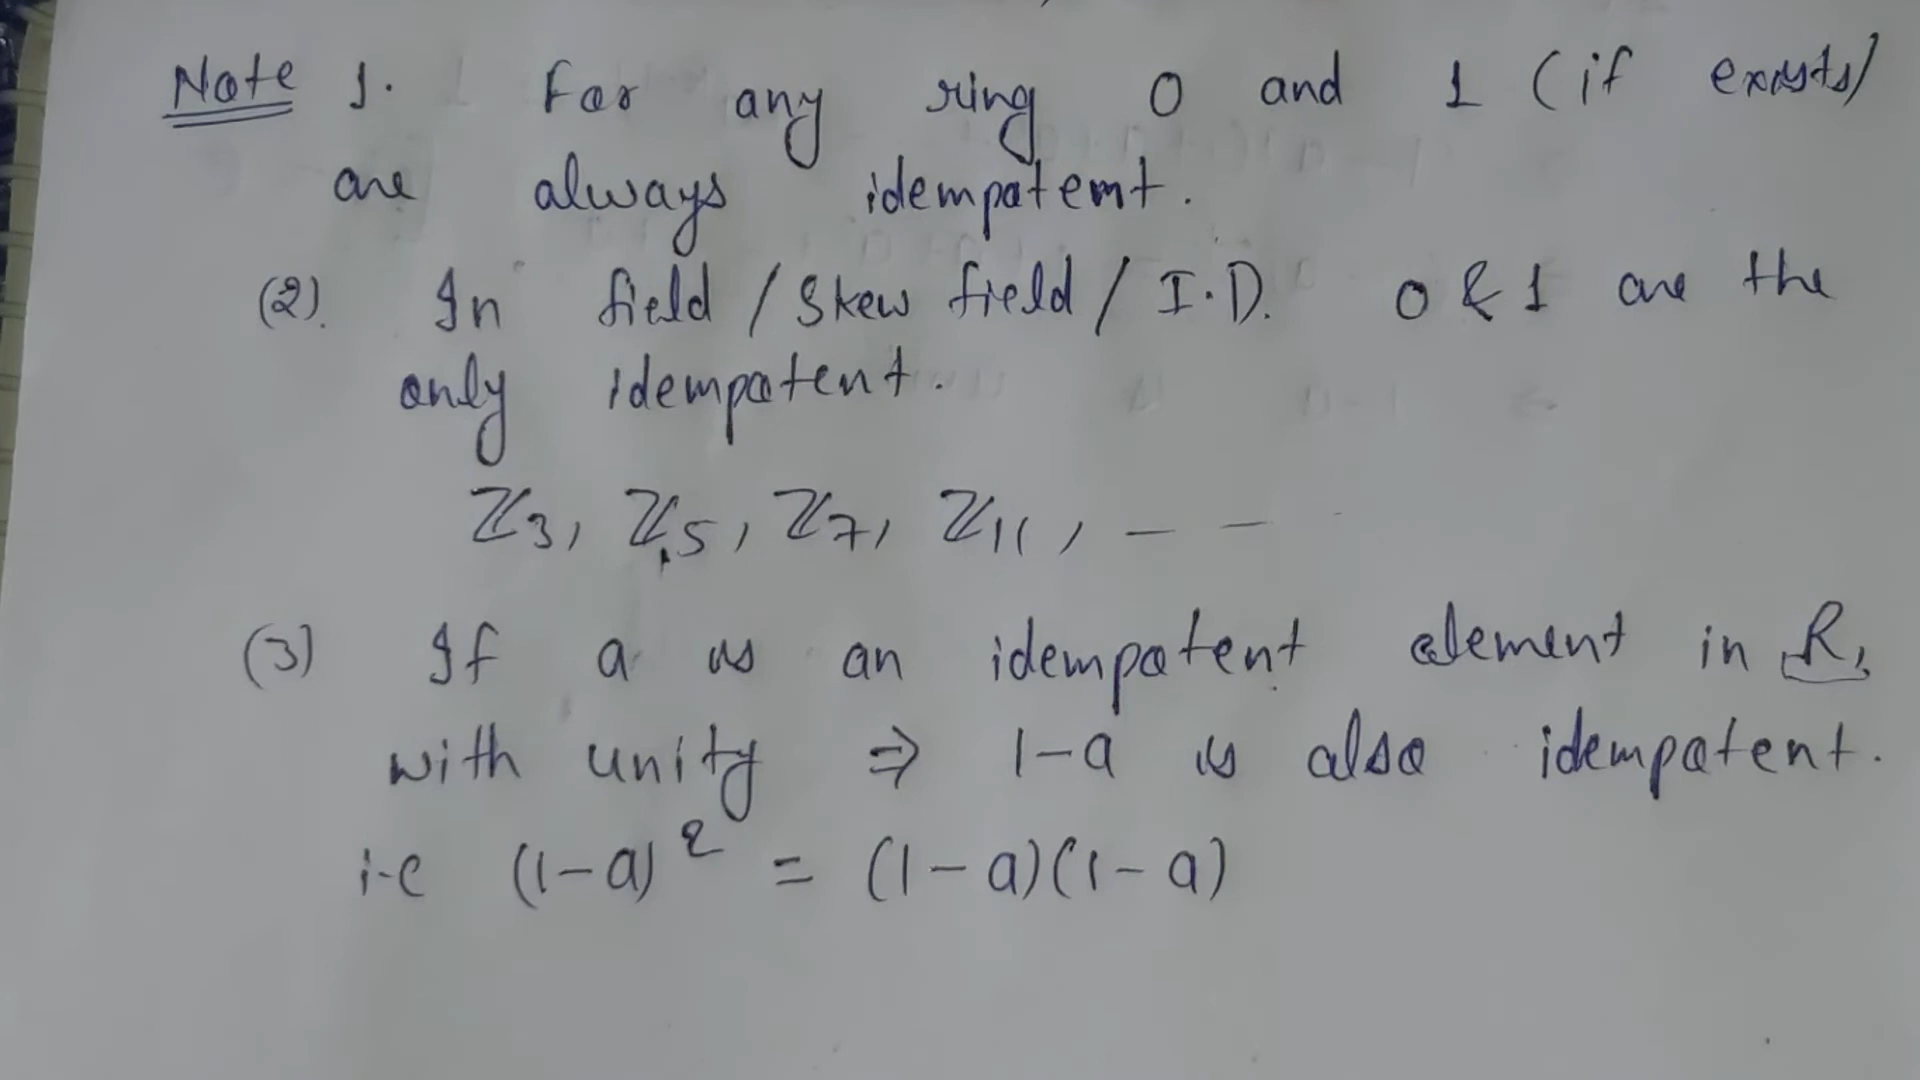 Note 1. For any ring 0 and 1 (if exists)
are always idempotent.
(2). In field / Skew field / I.D. 0 & 1 are the
only idempotent.
ℤ₃, ℤ₅, ℤ₇, ℤ₁₁, - -
(3) If a is an idempotent element in R,
with unity ⇒ 1-a is also idempotent.
i.e (1-a)² = (1-a)(1-a)